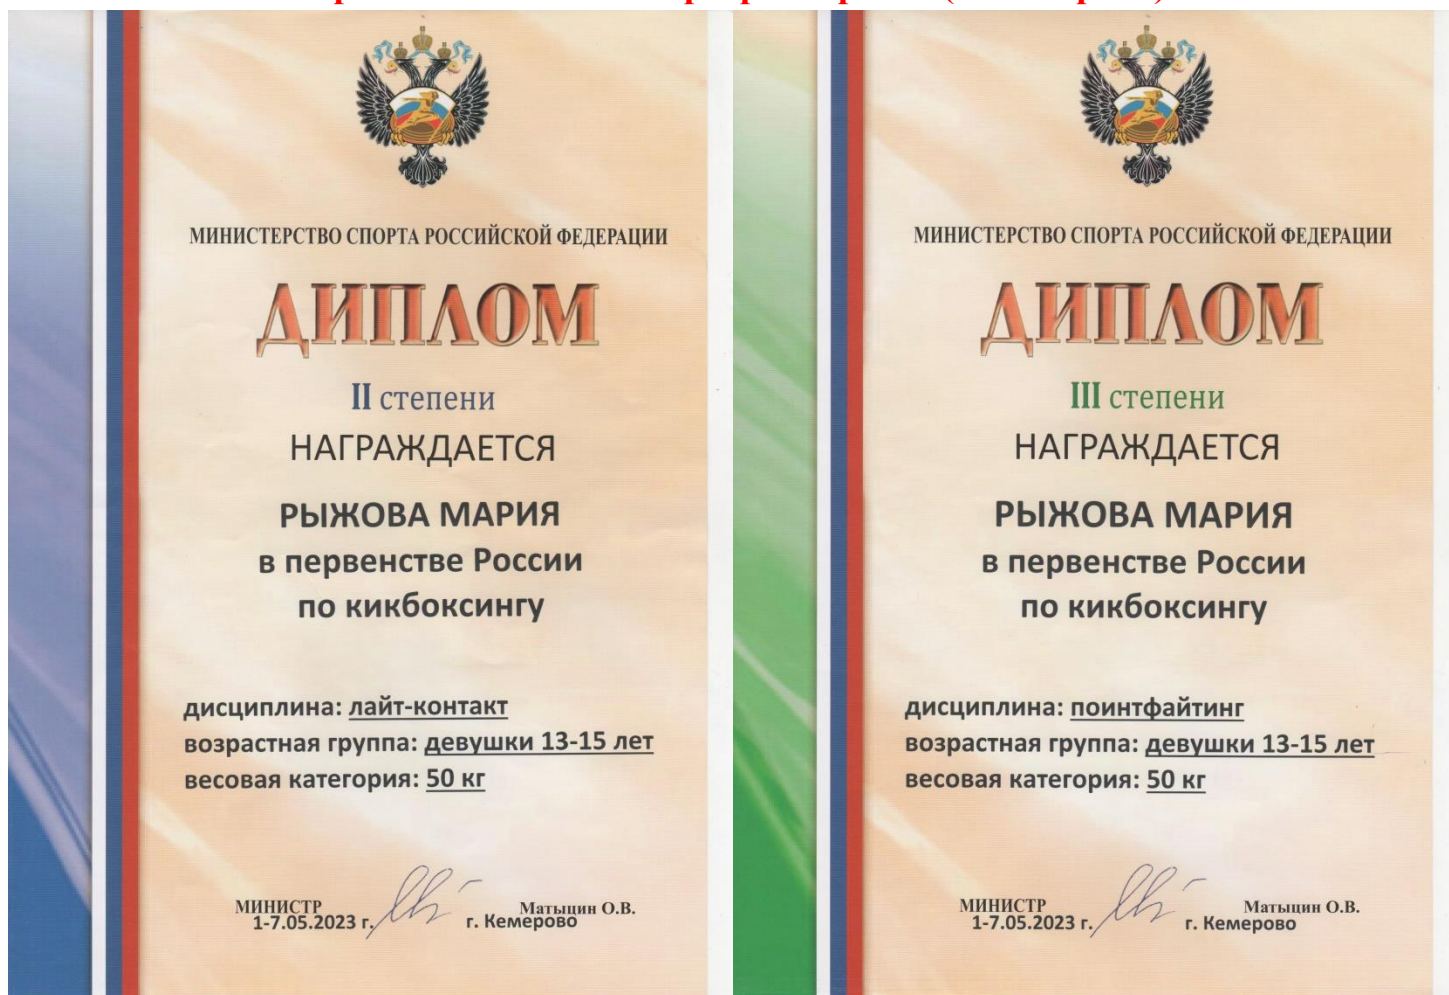 МИНИСТЕРСТВО СПОРТА РОССИЙСКОЙ ФЕДЕРАЦИИ
ДИПЛОМ
II степени
НАГРАЖДАЕТСЯ
РЫЖОВА МАРИЯ
в первенстве России
по кикбоксингу
дисциплина: лайт-контакт
возрастная группа: девушки 13-15 лет
весовая категория: 50 кг
МИНИСТР Матыцин О.В.
1-7.05.2023 г. г. Кемерово
МИНИСТЕРСТВО СПОРТА РОССИЙСКОЙ ФЕДЕРАЦИИ
ДИПЛОМ
III степени
НАГРАЖДАЕТСЯ
РЫЖОВА МАРИЯ
в первенстве России
по кикбоксингу
дисциплина: поинтфайтинг
возрастная группа: девушки 13-15 лет
весовая категория: 50 кг
МИНИСТР Матыцин О.В.
1-7.05.2023 г. г. Кемерово